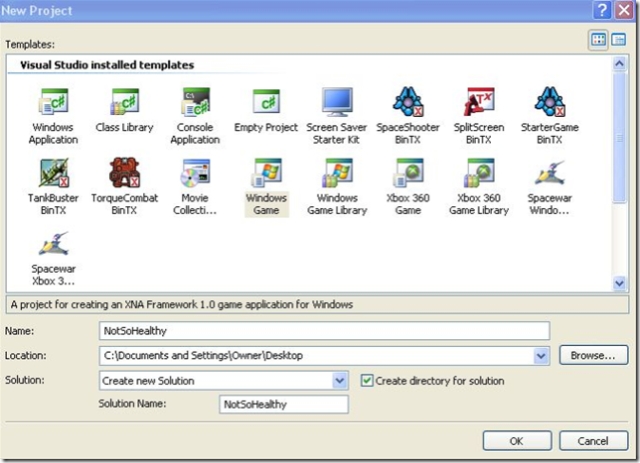 New Project
Templates:
Visual Studio installed templates
Windows Application
Class Library
Console Application
Empty Project
Screen Saver Starter Kit
SpaceShooter BinTX
SplitScreen BinTX
StarterGame BinTX
TankBuster BinTX
TorqueCombat BinTX
Movie Collecti...
Windows Game
Windows Game Library
Xbox 360 Game
Xbox 360 Game Library
Spacewar Windo...
Spacewar Xbox 3...
A project for creating an XNA Framework 1.0 game application for Windows
Name: NotSoHealthy
Location: C:\Documents and Settings\Owner\Desktop Browse...
Solution: Create new Solution Create directory for solution
Solution Name: NotSoHealthy
OK Cancel